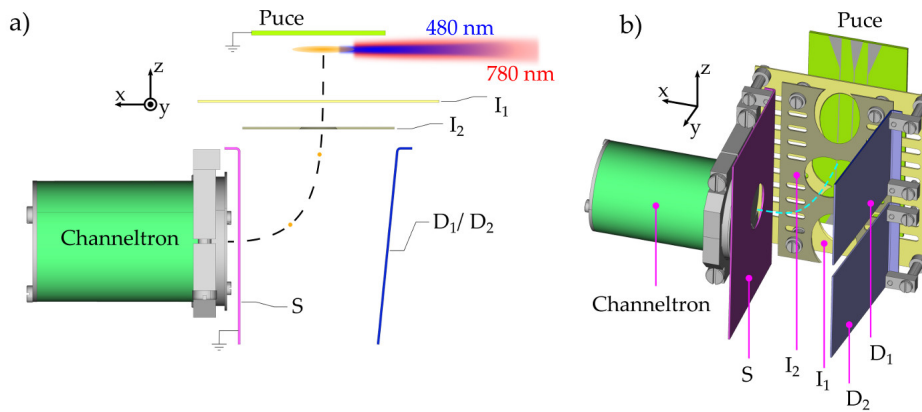 a)
Puce
480 nm
780 nm
z
x
y
I₁
I₂
Channeltron
D₁/ D₂
S
b)
Puce
z
x
y
Channeltron
S
I₂
I₁
D₂
D₁